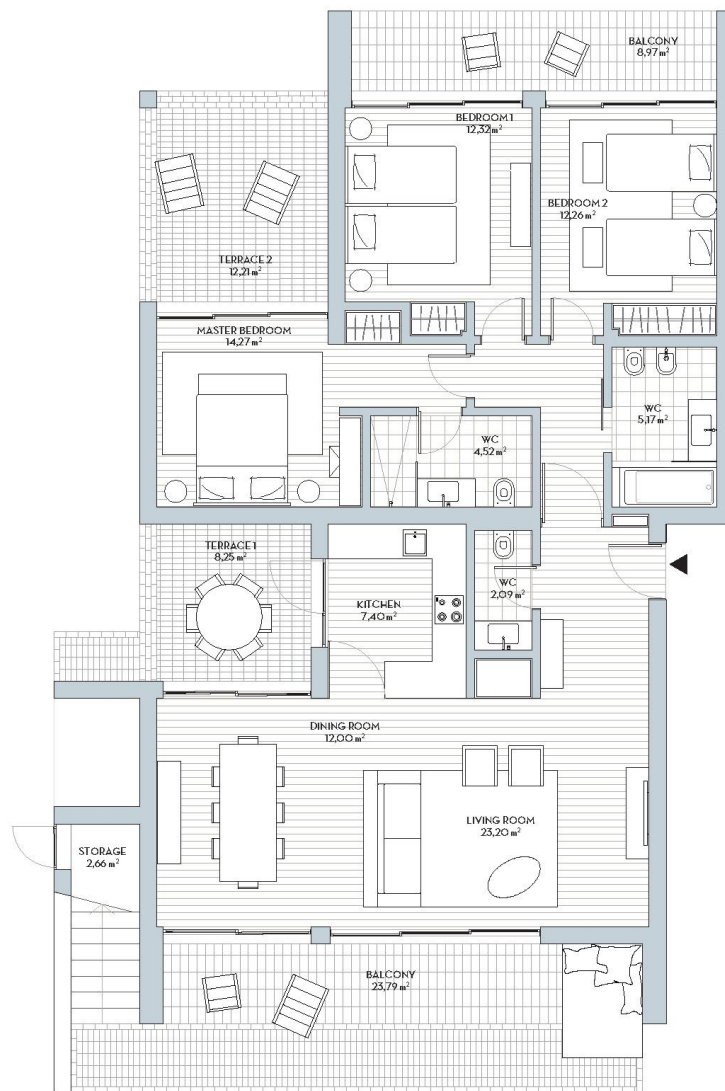 BALCONY
8,97 m²
BEDROOM 1
12,32 m²
BEDROOM 2
12,26 m²
TERRACE 2
12,21 m²
MASTER BEDROOM
14,27 m²
WC
5,17 m²
WC
4,52 m²
TERRACE 1
8,25 m²
WC
2,09 m²
KITCHEN
7,40 m²
DINING ROOM
12,00 m²
LIVING ROOM
23,20 m²
STORAGE
2,66 m²
BALCONY
23,79 m²